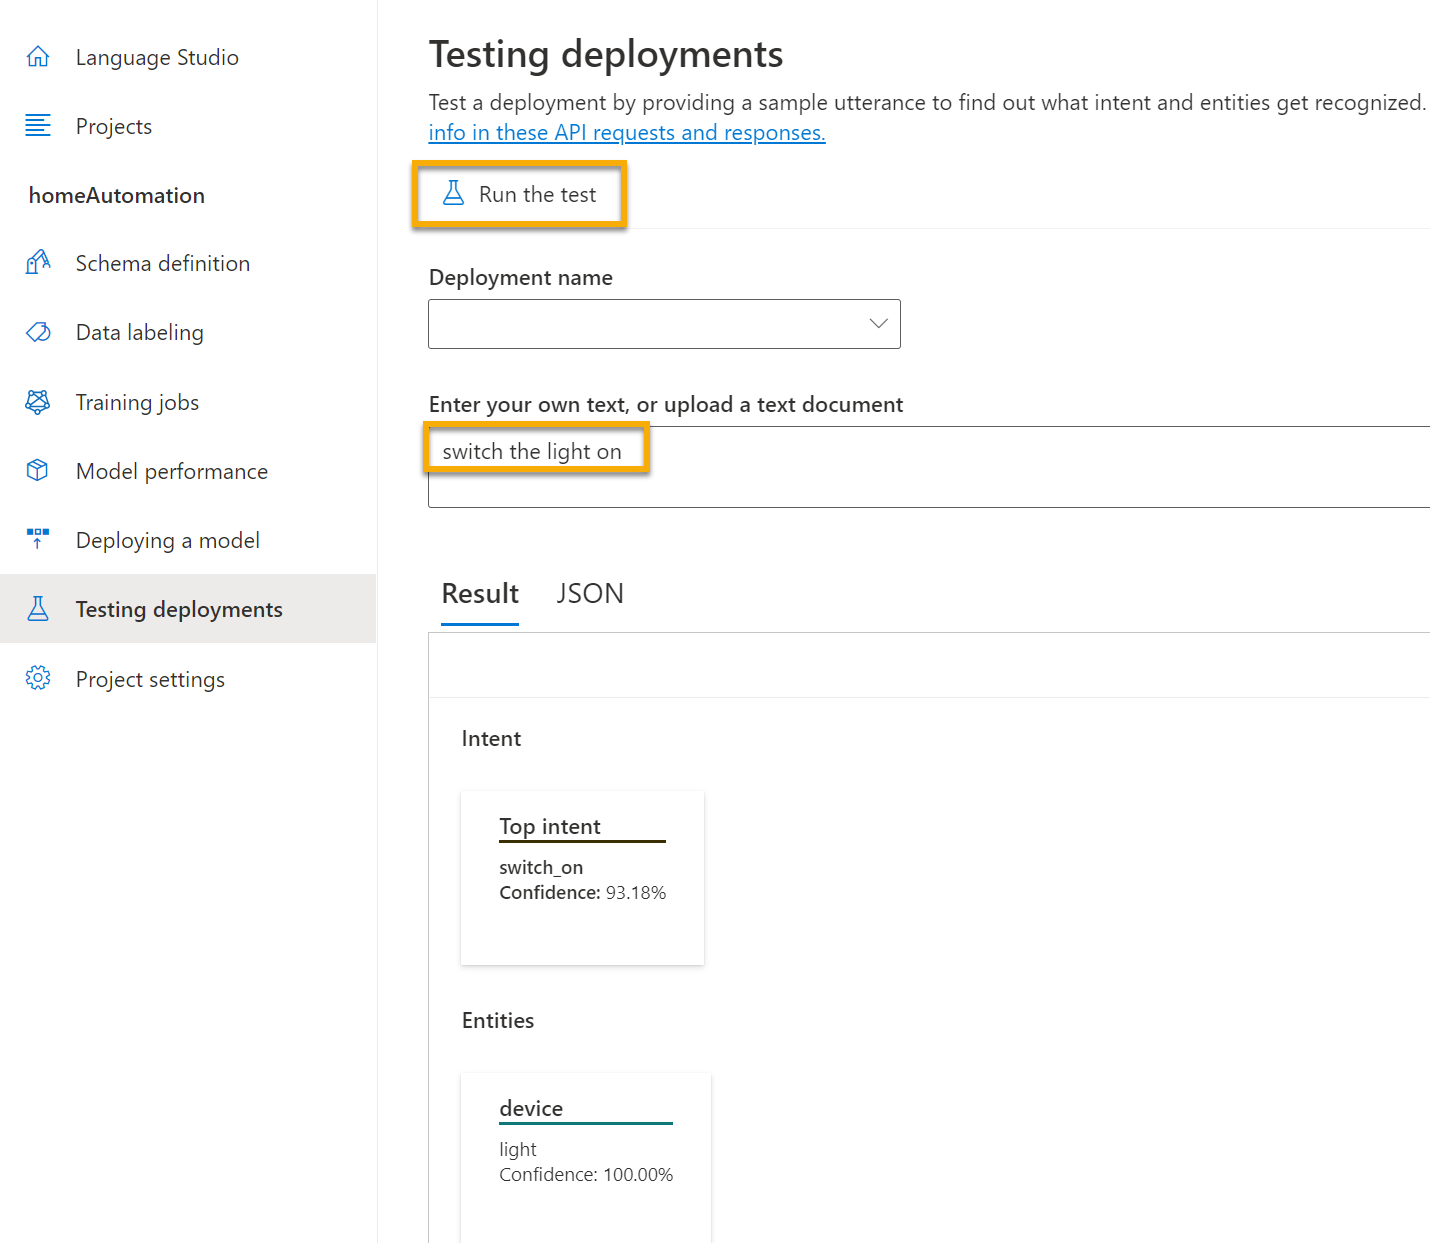 Language Studio
Projects
homeAutomation
Schema definition
Data labeling
Training jobs
Model performance
Deploying a model
Testing deployments
Project settings
Testing deployments
Test a deployment by providing a sample utterance to find out what intent and entities get recognized.
info in these API requests and responses.
Run the test
Deployment name
Enter your own text, or upload a text document
switch the light on
Result JSON
Intent
Top intent
switch_on
Confidence: 93.18%
Entities
device
light
Confidence: 100.00%